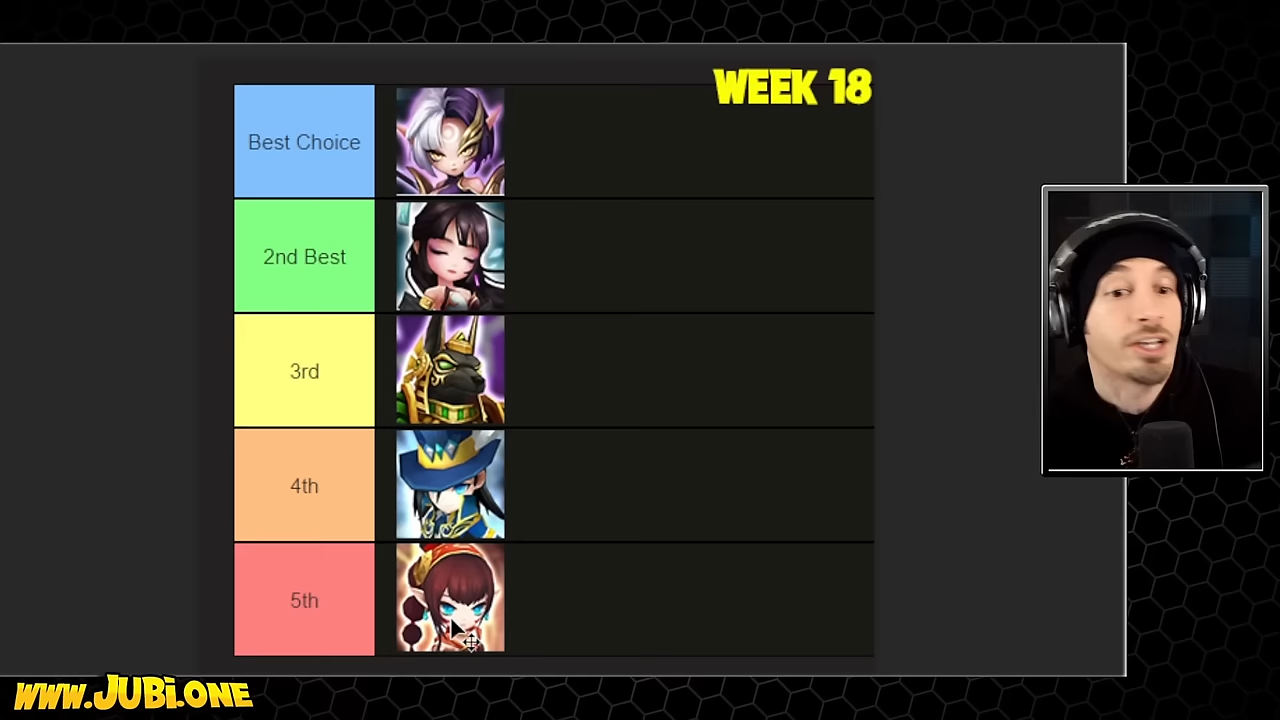 WEEK 18
Best Choice
2nd Best
3rd
4th
5th
www.JUBi.ONE